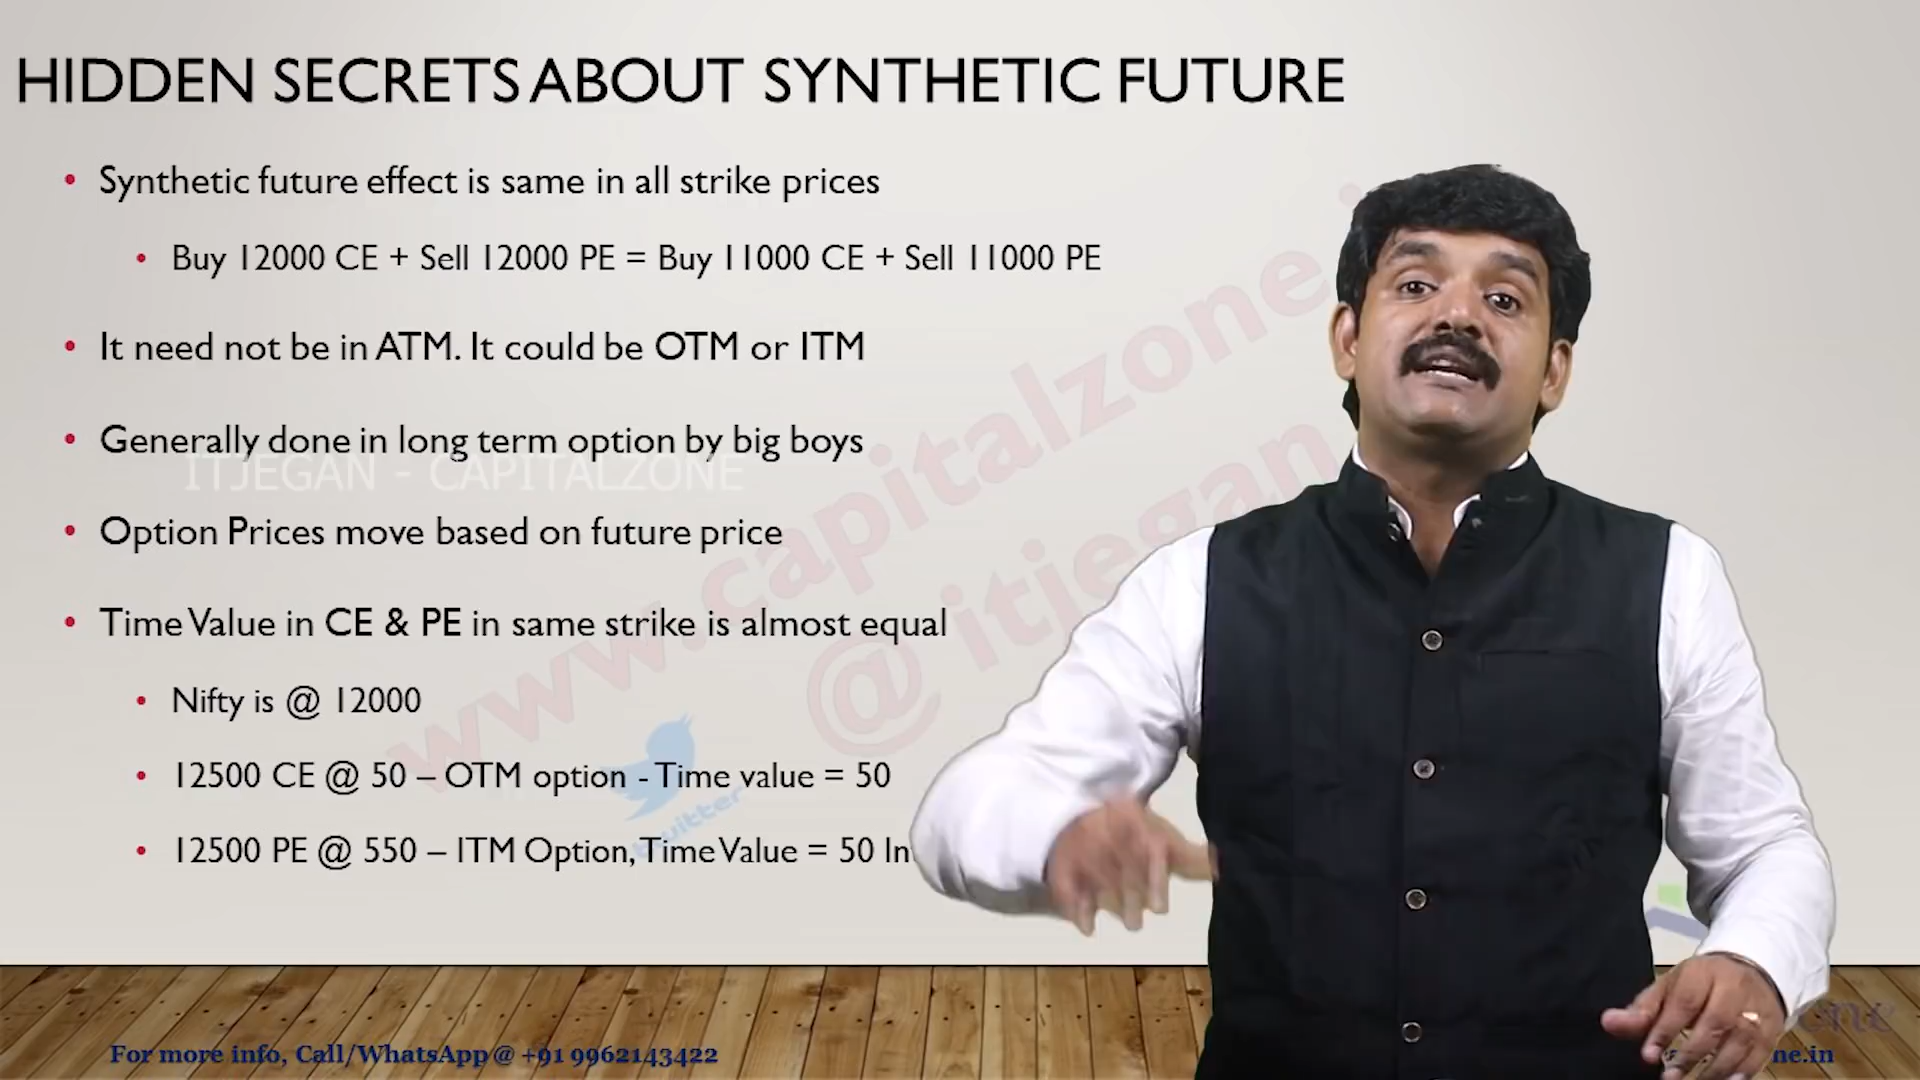 HIDDEN SECRETS ABOUT SYNTHETIC FUTURE
• Synthetic future effect is same in all strike prices
• Buy 12000 CE + Sell 12000 PE = Buy 11000 CE + Sell 11000 PE
• It need not be in ATM. It could be OTM or ITM
• Generally done in long term option by big boys
ITJEGAN - CAPITALZONE
• Option Prices move based on future price
• Time Value in CE & PE in same strike is almost equal
• Nifty is @ 12000
• 12500 CE @ 50 – OTM option - Time value = 50
• 12500 PE @ 550 – ITM Option, Time Value = 50
www.capitalzone.
@itjegan
twitter
For more info, Call/WhatsApp @ +91 9962143422